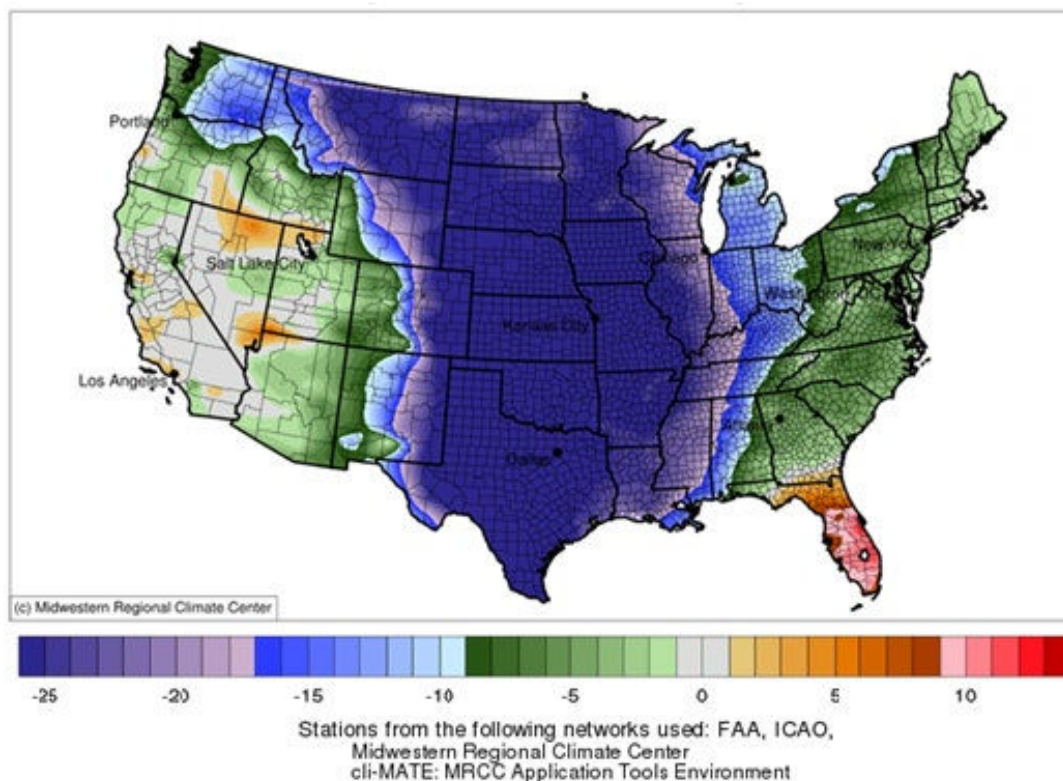 Portland
Salt Lake City
Chicago
New York
Kansas City
Los Angeles
Dallas
(c) Midwestern Regional Climate Center
-25 -20 -15 -10 -5 0 5 10
Stations from the following networks used: FAA, ICAO,
Midwestern Regional Climate Center
cli-MATE: MRCC Application Tools Environment